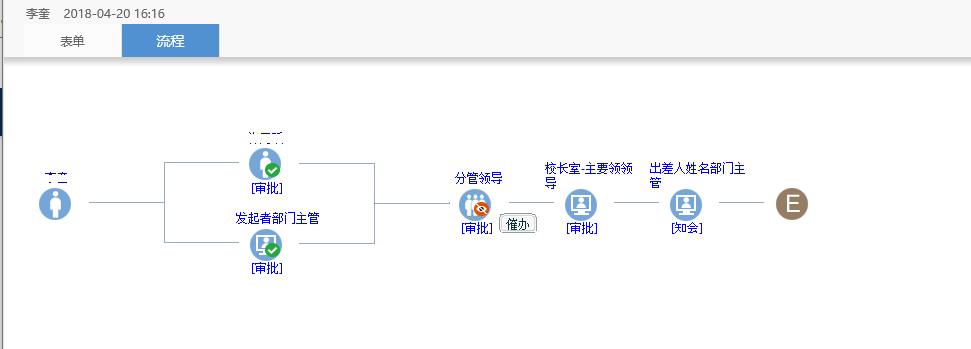 李奎 2018-04-20 16:16
表单 流程
[审批]
发起者部门主管
[审批]
分管领导
[审批]
催办
校长室-主要领领
导
[审批]
出差人姓名部门主
管
[知会]
E